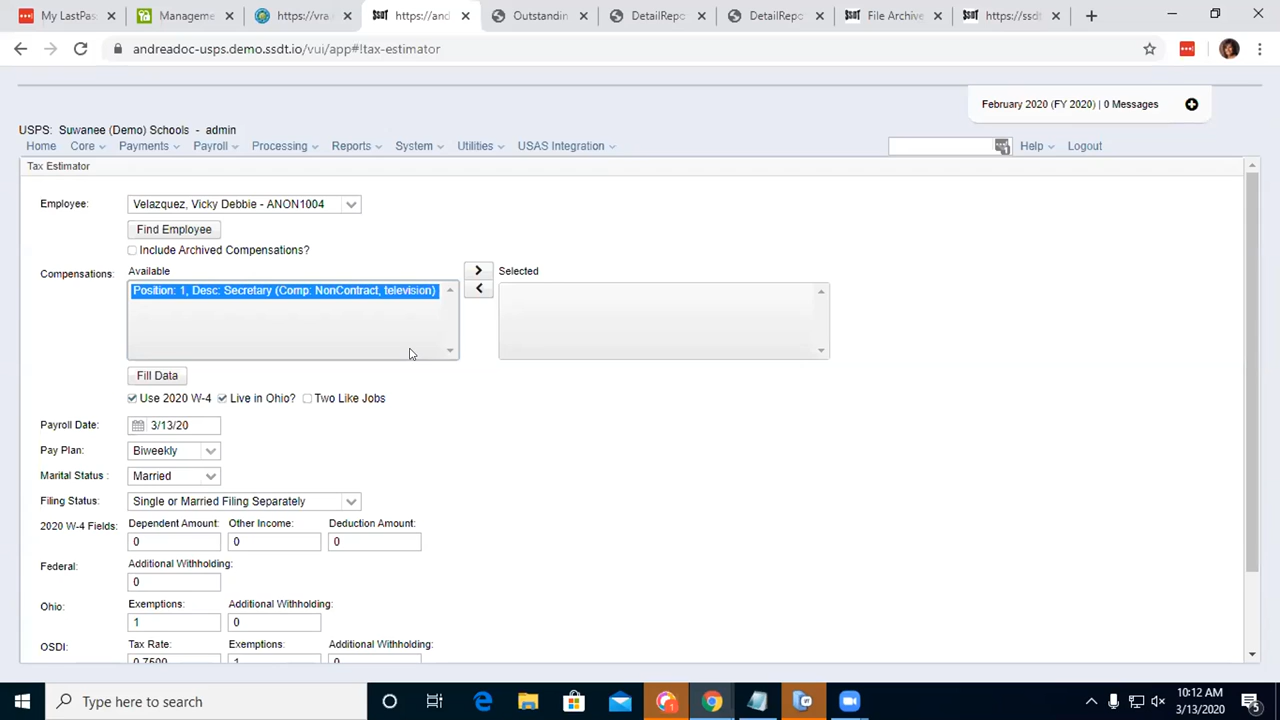 My LastPas
Manageme
https://vra.
https://and
Outstandin
DetailRepo
DetailRepo
File Archive
https://ssdt
andreadoc-usps.demo.ssdt.io/vui/app#!tax-estimator
February 2020 (FY 2020) | 0 Messages
USPS: Suwanee (Demo) Schools - admin
Home Core Payments Payroll Processing Reports System Utilities USAS Integration Help Logout
Tax Estimator
Employee: Velazquez, Vicky Debbie - ANON1004
Find Employee
Include Archived Compensations?
Compensations: Available Selected
Position: 1, Desc: Secretary (Comp: NonContract, television)
Fill Data
Use 2020 W-4 Live in Ohio? Two Like Jobs
Payroll Date: 3/13/20
Pay Plan: Biweekly
Marital Status : Married
Filing Status: Single or Married Filing Separately
2020 W-4 Fields: Dependent Amount: Other Income: Deduction Amount:
0 0 0
Federal: Additional Withholding:
0
Ohio: Exemptions: Additional Withholding:
1 0
OSDI: Tax Rate: Exemptions: Additional Withholding:
0.7500 1 0
Type here to search
10:12 AM
3/13/2020
5